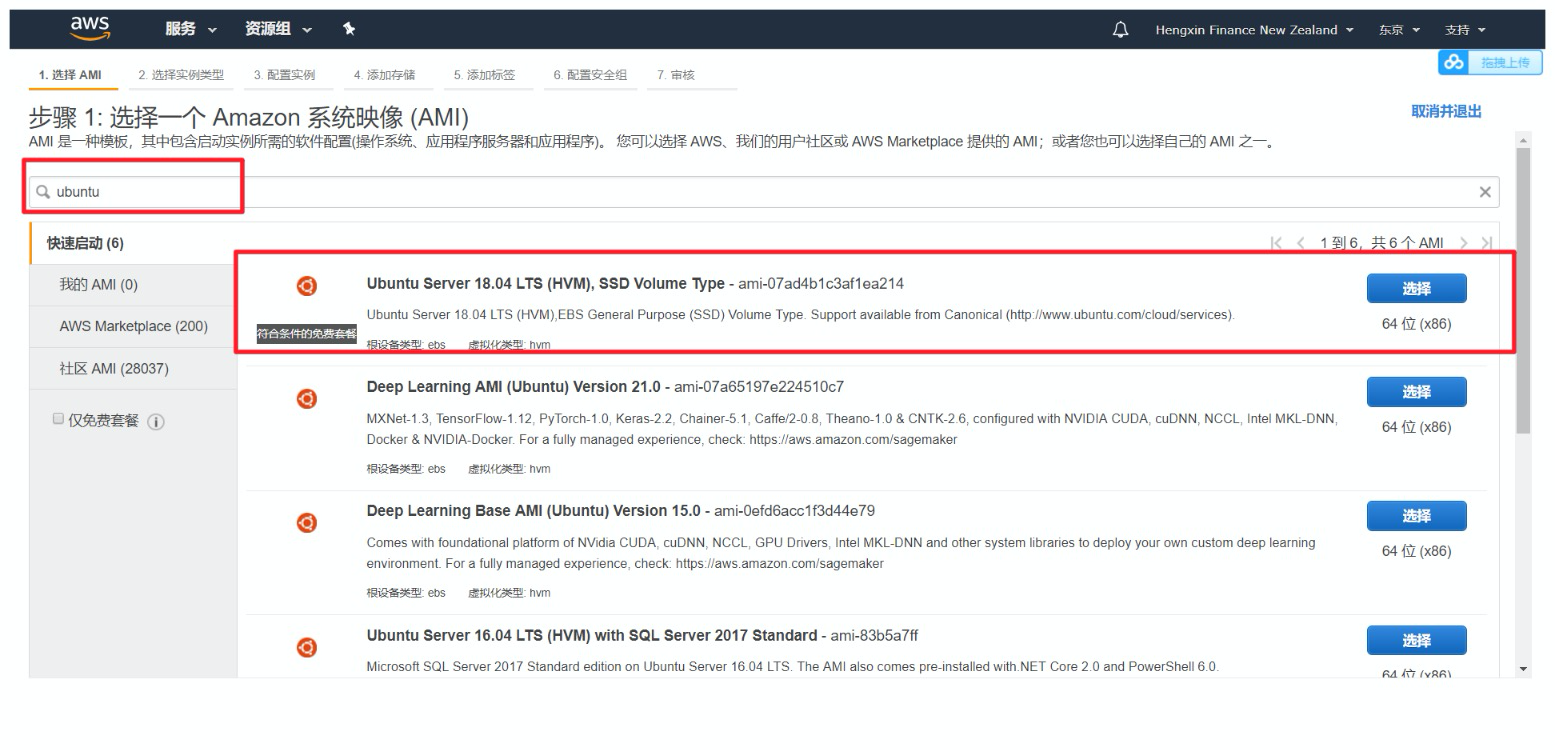 aws 服务 资源组 Hengxin Finance New Zealand 东京 支持
1. 选择 AMI 2. 选择实例类型 3. 配置实例 4. 添加存储 5. 添加标签 6. 配置安全组 7. 审核
拖拽上传
步骤 1: 选择一个 Amazon 系统映像 (AMI)
取消并退出
AMI 是一种模板，其中包含启动实例所需的软件配置(操作系统、应用程序服务器和应用程序)。 您可以选择 AWS、我们的用户社区或 AWS Marketplace 提供的 AMI；或者您也可以选择自己的 AMI 之一。
ubuntu
快速启动 (6)
1 到 6，共 6 个 AMI
我的 AMI (0)
AWS Marketplace (200)
社区 AMI (28037)
仅免费套餐
Ubuntu Server 18.04 LTS (HVM), SSD Volume Type - ami-07ad4b1c3af1ea214
选择
Ubuntu Server 18.04 LTS (HVM),EBS General Purpose (SSD) Volume Type. Support available from Canonical (http://www.ubuntu.com/cloud/services).
64 位 (x86)
符合条件的免费套餐
根设备类型: ebs 虚拟化类型: hvm
Deep Learning AMI (Ubuntu) Version 21.0 - ami-07a65197e224510c7
选择
MXNet-1.3, TensorFlow-1.12, PyTorch-1.0, Keras-2.2, Chainer-5.1, Caffe/2-0.8, Theano-1.0 & CNTK-2.6, configured with NVIDIA CUDA, cuDNN, NCCL, Intel MKL-DNN,
64 位 (x86)
Docker & NVIDIA-Docker. For a fully managed experience, check: https://aws.amazon.com/sagemaker
根设备类型: ebs 虚拟化类型: hvm
Deep Learning Base AMI (Ubuntu) Version 15.0 - ami-0efd6acc1f3d44e79
选择
Comes with foundational platform of NVidia CUDA, cuDNN, NCCL, GPU Drivers, Intel MKL-DNN and other system libraries to deploy your own custom deep learning
64 位 (x86)
environment. For a fully managed experience, check: https://aws.amazon.com/sagemaker
根设备类型: ebs 虚拟化类型: hvm
Ubuntu Server 16.04 LTS (HVM) with SQL Server 2017 Standard - ami-83b5a7ff
选择
Microsoft SQL Server 2017 Standard edition on Ubuntu Server 16.04 LTS. The AMI also comes pre-installed with.NET Core 2.0 and PowerShell 6.0.
64 位 (x86)